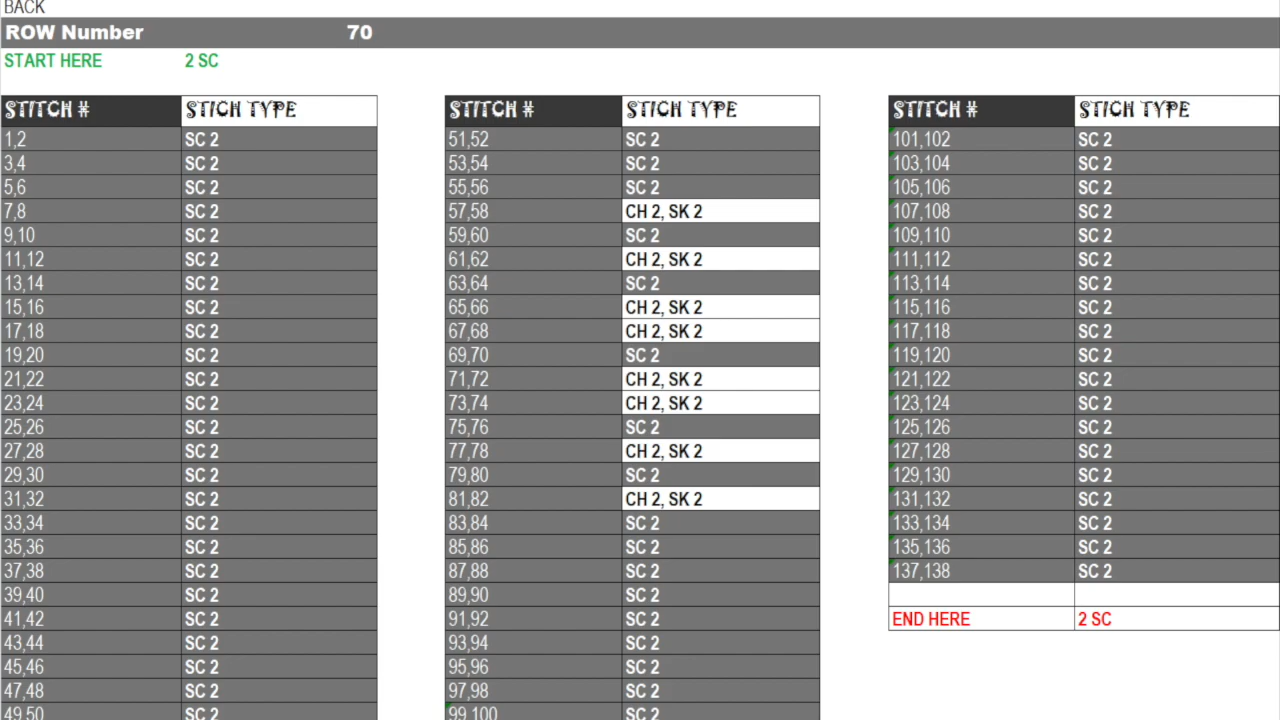 BACK
ROW Number 70
START HERE 2 SC
STITCH # STICH TYPE STITCH # STICH TYPE STITCH # STICH TYPE
1,2 SC 2 51,52 SC 2 101,102 SC 2
3,4 SC 2 53,54 SC 2 103,104 SC 2
5,6 SC 2 55,56 SC 2 105,106 SC 2
7,8 SC 2 57,58 CH 2, SK 2 107,108 SC 2
9,10 SC 2 59,60 SC 2 109,110 SC 2
11,12 SC 2 61,62 CH 2, SK 2 111,112 SC 2
13,14 SC 2 63,64 SC 2 113,114 SC 2
15,16 SC 2 65,66 CH 2, SK 2 115,116 SC 2
17,18 SC 2 67,68 CH 2, SK 2 117,118 SC 2
19,20 SC 2 69,70 SC 2 119,120 SC 2
21,22 SC 2 71,72 CH 2, SK 2 121,122 SC 2
23,24 SC 2 73,74 CH 2, SK 2 123,124 SC 2
25,26 SC 2 75,76 SC 2 125,126 SC 2
27,28 SC 2 77,78 CH 2, SK 2 127,128 SC 2
29,30 SC 2 79,80 SC 2 129,130 SC 2
31,32 SC 2 81,82 CH 2, SK 2 131,132 SC 2
33,34 SC 2 83,84 SC 2 133,134 SC 2
35,36 SC 2 85,86 SC 2 135,136 SC 2
37,38 SC 2 87,88 SC 2 137,138 SC 2
39,40 SC 2 89,90 SC 2
41,42 SC 2 91,92 SC 2 END HERE 2 SC
43,44 SC 2 93,94 SC 2
45,46 SC 2 95,96 SC 2
47,48 SC 2 97,98 SC 2
49,50 SC 2 99,100 SC 2